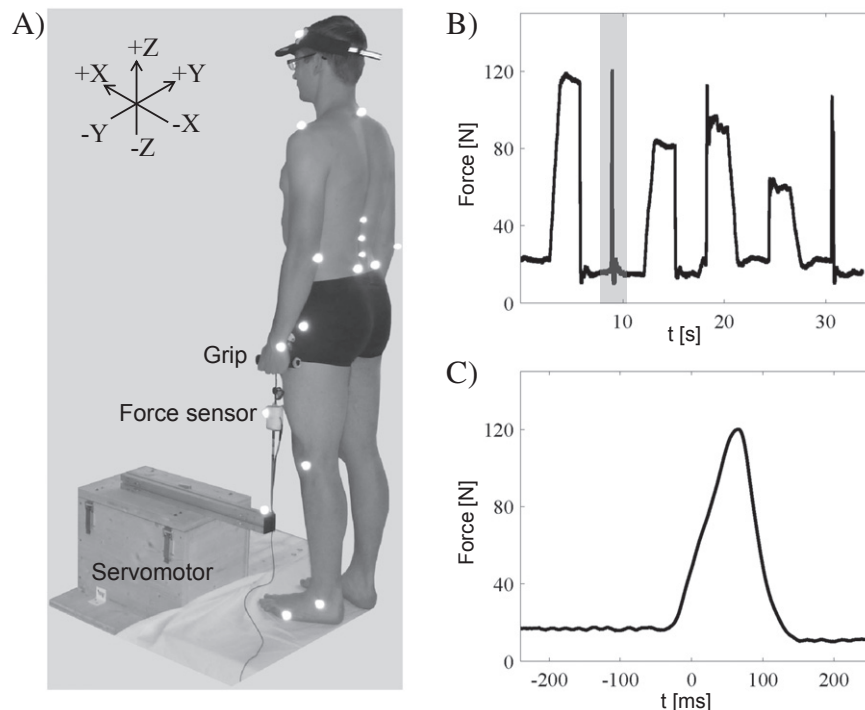 A)
+Z
+X
+Y
-Y
-X
-Z
Grip
Force sensor
Servomotor
B)
Force [N]
120
80
40
0
10
20
30
t [s]
C)
Force [N]
120
80
40
0
-200
-100
0
100
200
t [ms]